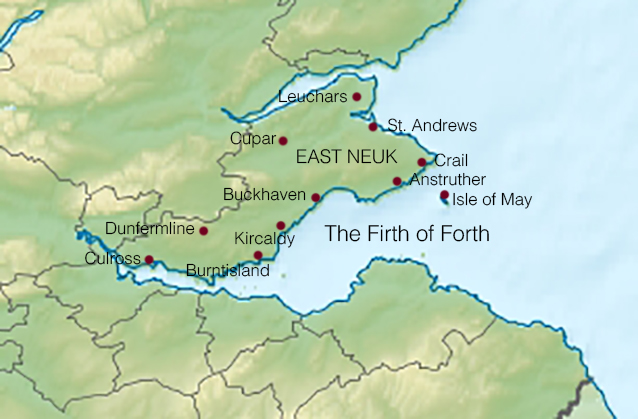 Leuchars
St. Andrews
Cupar
EAST NEUK
Crail
Anstruther
Buckhaven
Isle of May
Dunfermline
Kircaldy
The Firth of Forth
Culross
Burntisland